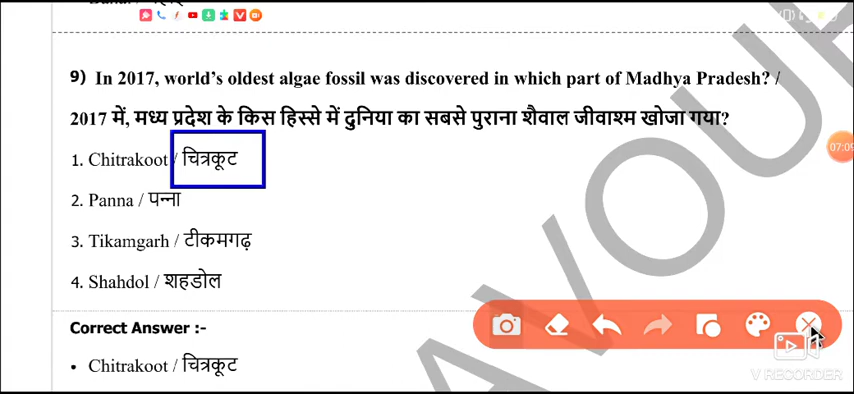 9) In 2017, world's oldest algae fossil was discovered in which part of Madhya Pradesh? /
2017 में, मध्य प्रदेश के किस हिस्से में दुनिया का सबसे पुराना शैवाल जीवाश्म खोजा गया?
1. Chitrakoot / चित्रकूट
2. Panna / पन्ना
3. Tikamgarh / टीकमगढ़
4. Shahdol / शहडोल
Correct Answer :-
• Chitrakoot / चित्रकूट
07:09
V RECORDER
AVOUR